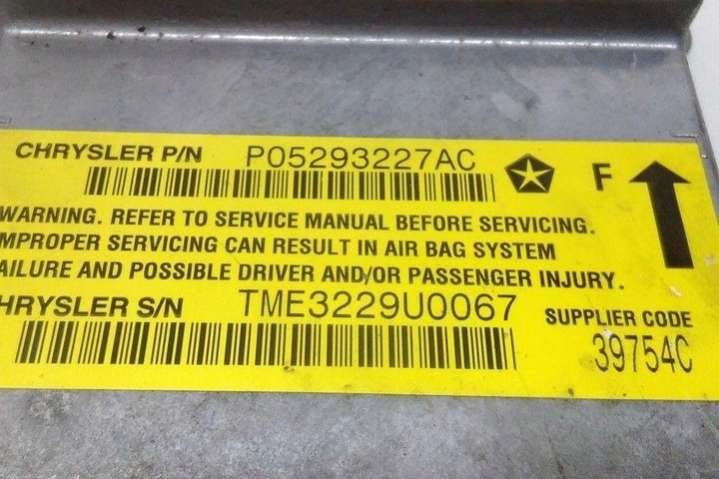 CHRYSLER P/N P05293227AC
F
WARNING. REFER TO SERVICE MANUAL BEFORE SERVICING.
MPROPER SERVICING CAN RESULT IN AIR BAG SYSTEM
AILURE AND POSSIBLE DRIVER AND/OR PASSENGER INJURY.
HRYSLER S/N TME3229U0067
SUPPLIER CODE
39754C